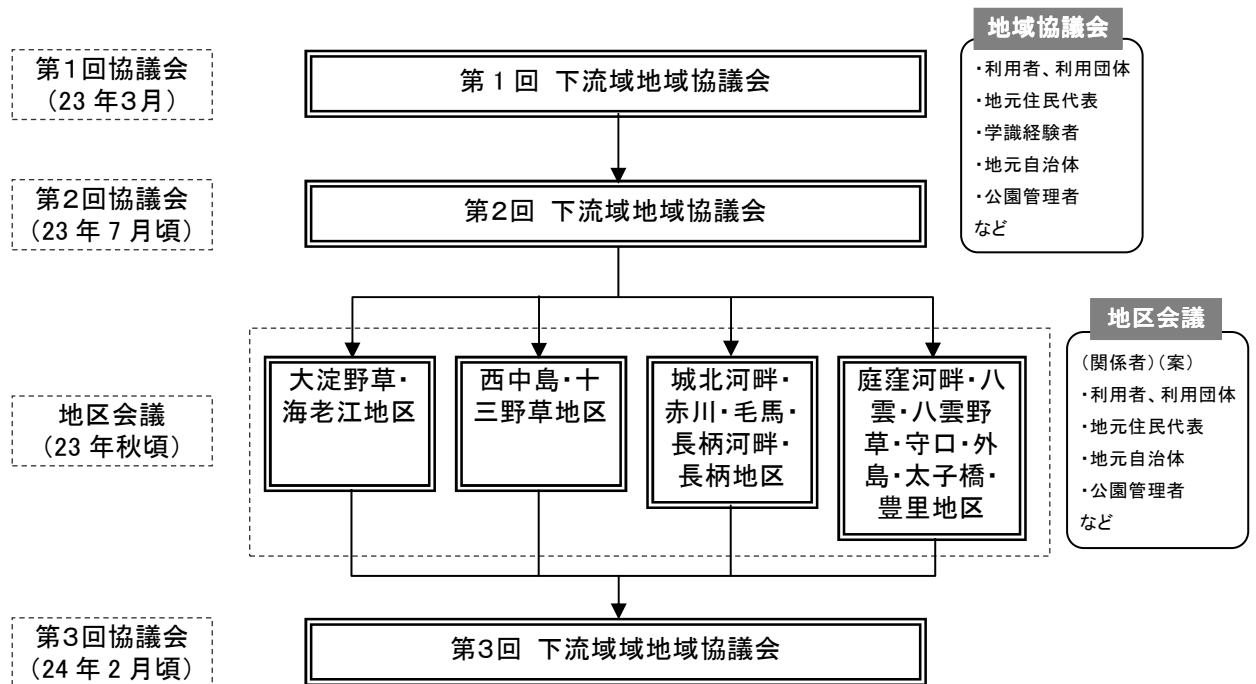 地域協議会
・利用者、利用団体
・地元住民代表
・学識経験者
・地元自治体
・公園管理者
など
第1回協議会
（23年3月）
第1回 下流域地域協議会
第2回協議会
（23年7月頃）
第2回 下流域地域協議会
地区会議
（関係者）（案）
・利用者、利用団体
・地元住民代表
・地元自治体
・公園管理者
など
地区会議
（23年秋頃）
大淀野草・
海老江地区
西中島・十
三野草地区
城北河畔・
赤川・毛馬・
長柄河畔・
長柄地区
庭窪河畔・八
雲・八雲野
草・守口・外
島・太子橋・
豊里地区
第3回協議会
（24年2月頃）
第3回 下流域域地域協議会